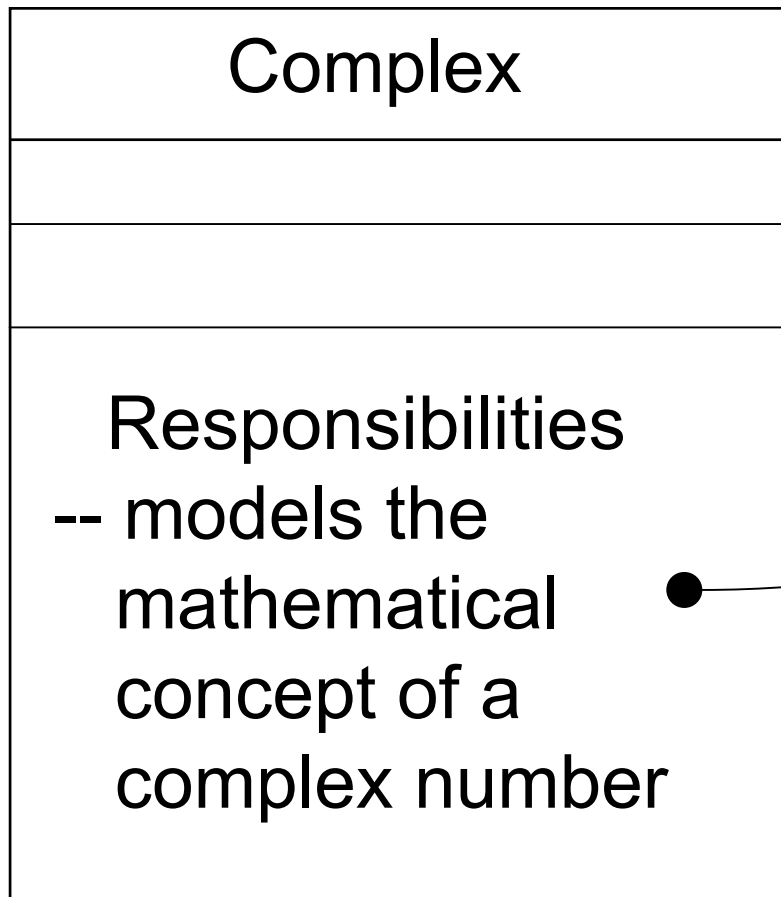 Complex
Responsibilities
-- models the
mathematical
concept of a
complex number